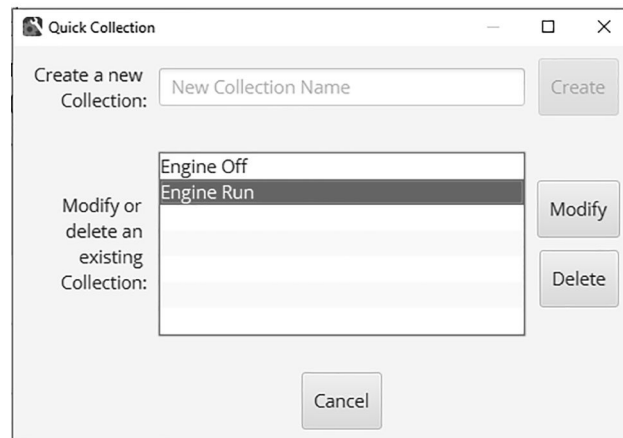 Quick Collection
Create a new
Collection:
New Collection Name
Create
Engine Off
Engine Run
Modify or
delete an
existing
Collection:
Modify
Delete
Cancel